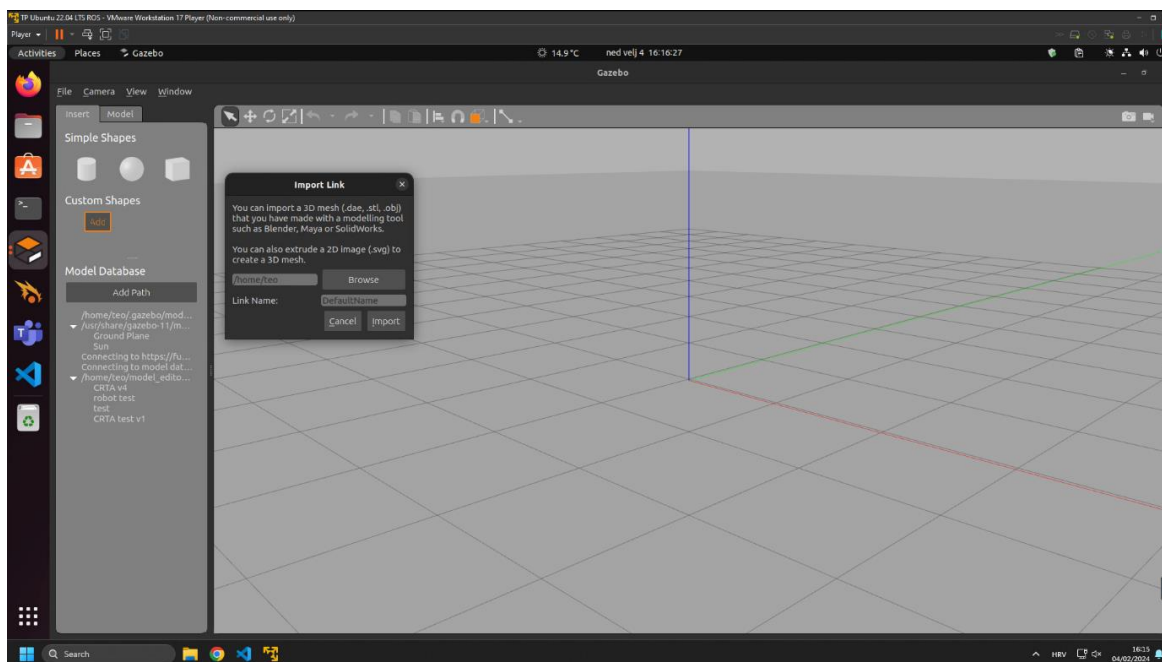 TP Ubuntu 22.04 LTS ROS - VMware Workstation 17 Player (Non-commercial use only)
Player
Activities Places Gazebo 14.9°C ned velj 4 16:16:27
Gazebo
File Camera View Window
Insert Model
Simple Shapes
Custom Shapes
Add
Model Database
Add Path
/home/teo/.gazebo/mod...
/usr/share/gazebo-11/m...
Ground Plane
Sun
Connecting to https://fu...
Connecting to model dat...
/home/teo/model_edito...
CRTA v4
robot test
test
CRTA test v1
Import Link
You can import a 3D mesh (.dae, .stl, .obj)
that you have made with a modelling tool
such as Blender, Maya or SolidWorks.
You can also extrude a 2D image (.svg) to
create a 3D mesh.
/home/teo Browse
Link Name: DefaultName
Cancel Import
Search
HRV 16:15
04/02/2024